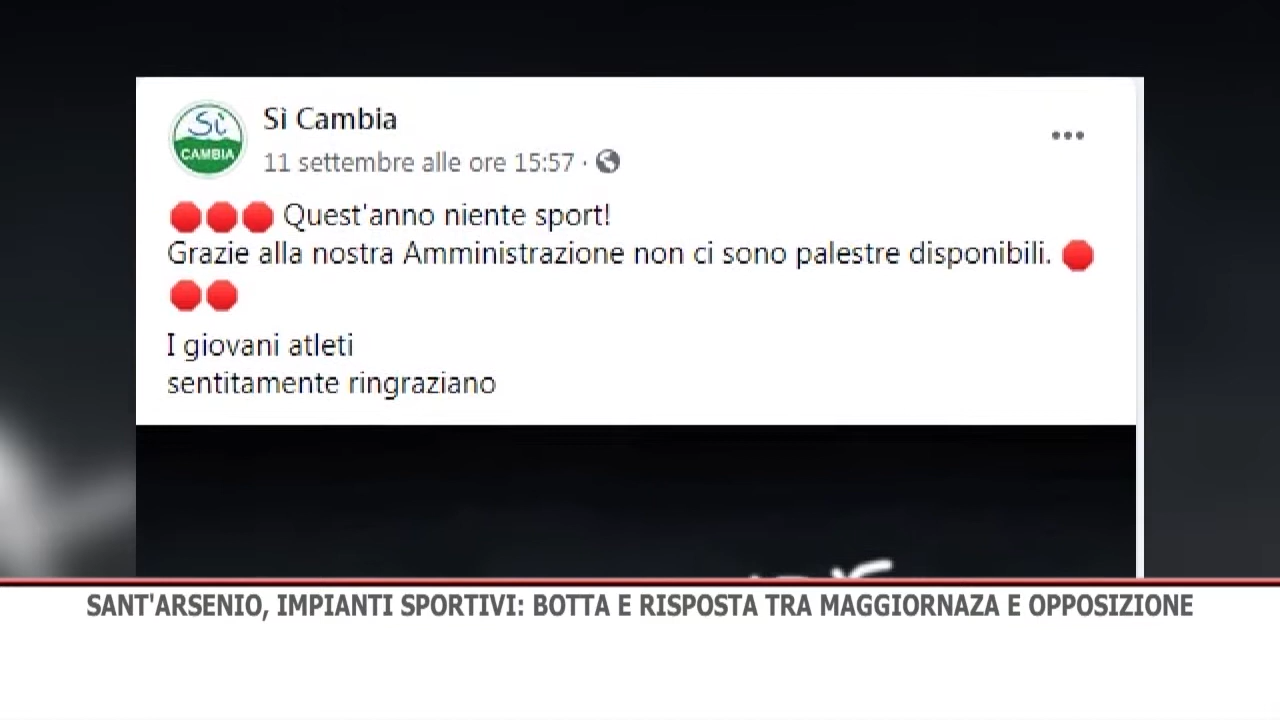 Sì
CAMBIA
Sì Cambia
11 settembre alle ore 15:57 ·
🛑🛑🛑 Quest'anno niente sport!
Grazie alla nostra Amministrazione non ci sono palestre disponibili. 🛑
🛑🛑
I giovani atleti
sentitamente ringraziano
SANT'ARSENIO, IMPIANTI SPORTIVI: BOTTA E RISPOSTA TRA MAGGIORNAZA E OPPOSIZIONE